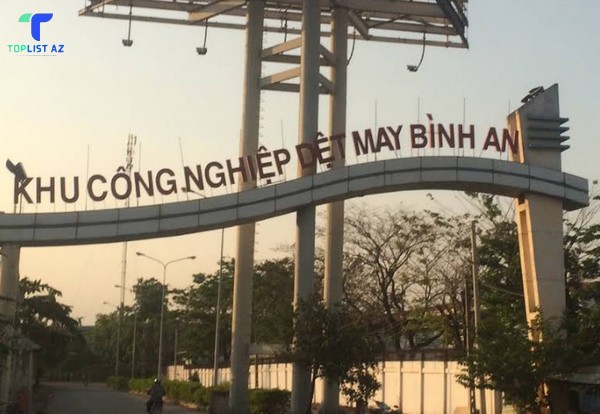 TOPLIST AZ
KHU CÔNG NGHIỆP DỆT MAY BÌNH AN